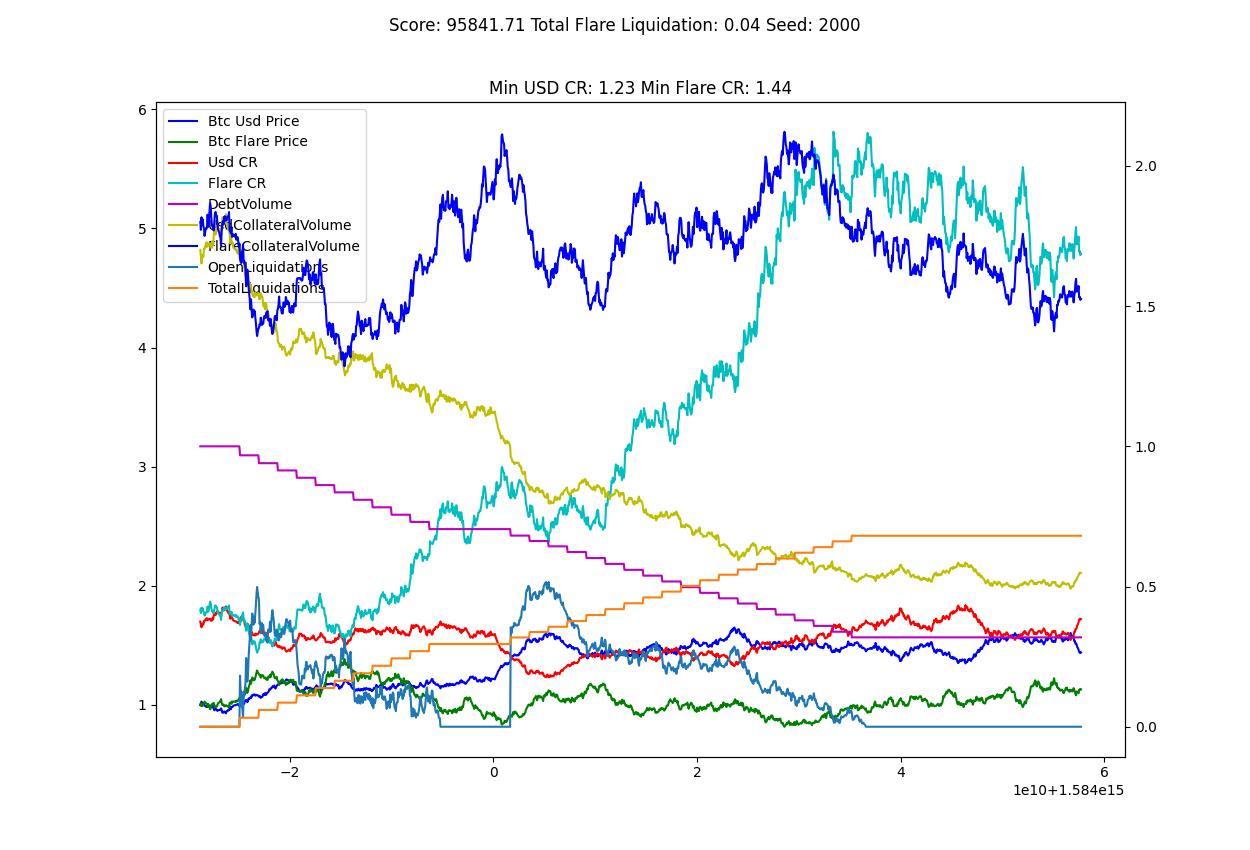 Score: 95841.71 Total Flare Liquidation: 0.04 Seed: 2000
Min USD CR: 1.23 Min Flare CR: 1.44
Btc Usd Price
Btc Flare Price
Usd CR
Flare CR
DebtVolume
CollateralVolume
FlareCollateralVolume
OpenLiquidations
TotalLiquidations
6
5
4
3
2
1
2.0
1.5
1.0
0.5
0.0
−2
0
2
4
6
1e10+1.584e15